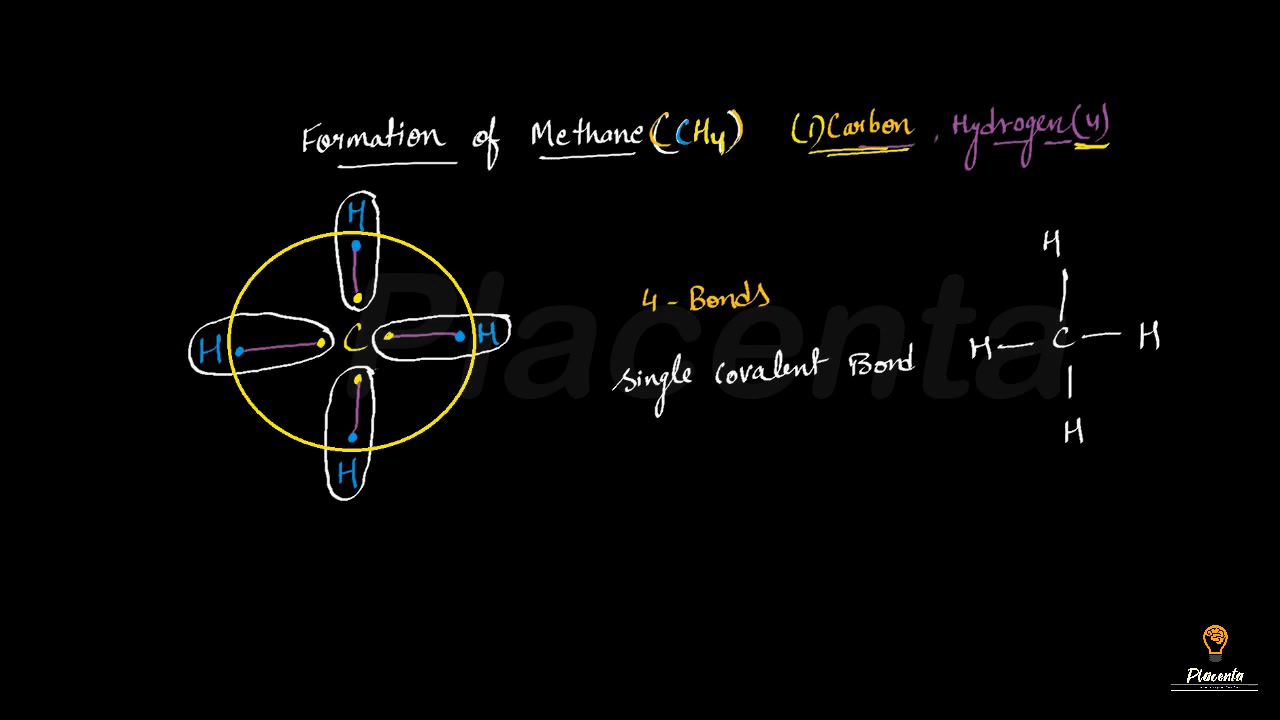 Formation of Methane (CH4) (1) Carbon, Hydrogen (4)
H
H C H
H
4 - Bonds
Single covalent Bond
H
H - C - H
H
Placenta
Placenta